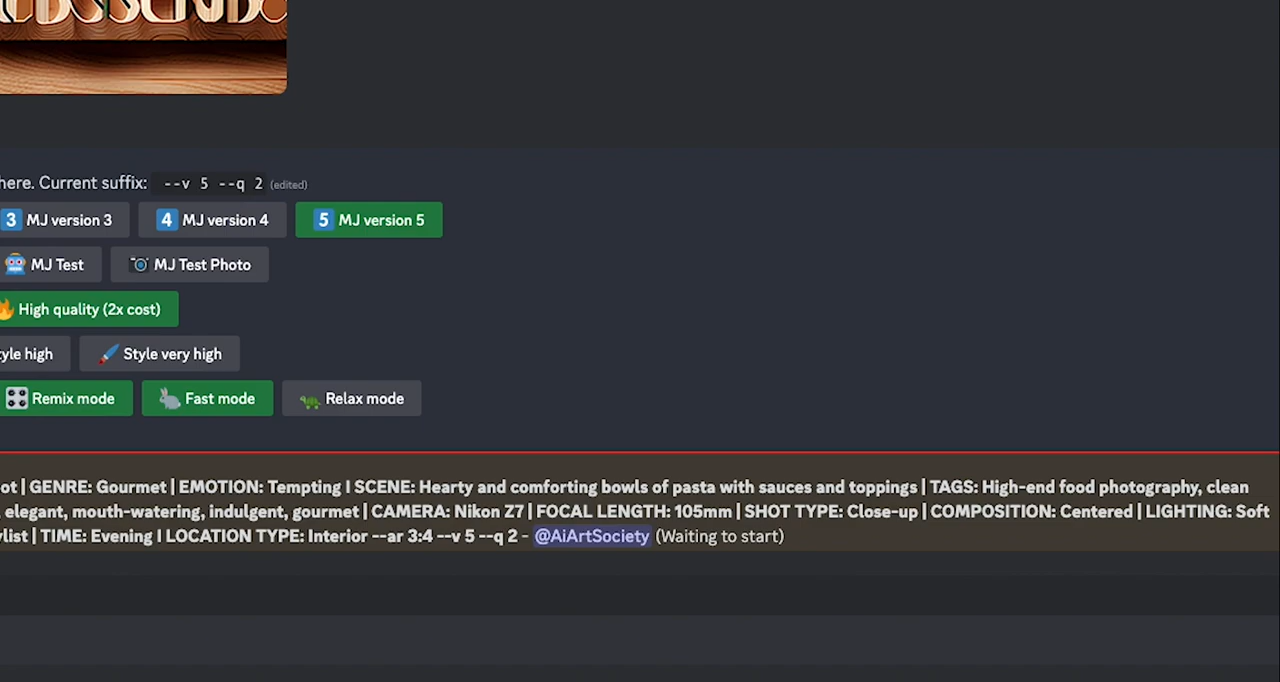 here. Current suffix: --v 5 --q 2 (edited)
3 MJ version 3 4 MJ version 4 5 MJ version 5
MJ Test MJ Test Photo
High quality (2x cost)
tyle high Style very high
Remix mode Fast mode Relax mode
ot | GENRE: Gourmet | EMOTION: Tempting I SCENE: Hearty and comforting bowls of pasta with sauces and toppings | TAGS: High-end food photography, clean
, elegant, mouth-watering, indulgent, gourmet | CAMERA: Nikon Z7 | FOCAL LENGTH: 105mm | SHOT TYPE: Close-up | COMPOSITION: Centered | LIGHTING: Soft
ylist | TIME: Evening I LOCATION TYPE: Interior --ar 3:4 --v 5 --q 2 - @AiArtSociety (Waiting to start)